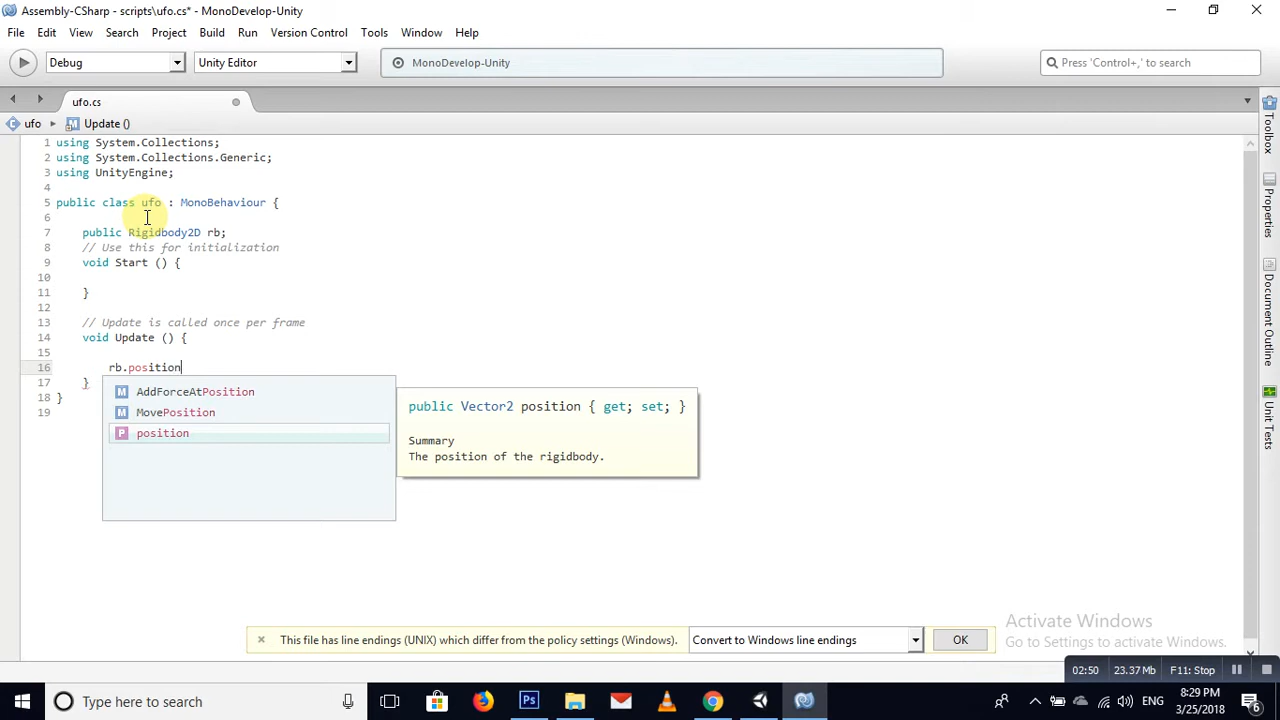 Assembly-CSharp - scripts\ufo.cs* - MonoDevelop-Unity
File Edit View Search Project Build Run Version Control Tools Window Help
Debug Unity Editor MonoDevelop-Unity Press 'Control+,' to search
ufo.cs
ufo Update ()
1 using System.Collections;
2 using System.Collections.Generic;
3 using UnityEngine;
4
5 public class ufo : MonoBehaviour {
6
7 public Rigidbody2D rb;
8 // Use this for initialization
9 void Start () {
10
11 }
12
13 // Update is called once per frame
14 void Update () {
15
16 rb.position
17 }
18 }
19
M AddForceAtPosition
M MovePosition
P position
public Vector2 position { get; set; }
Summary
The position of the rigidbody.
Toolbox
Properties
Document Outline
Unit Tests
This file has line endings (UNIX) which differ from the policy settings (Windows). Convert to Windows line endings OK
Activate Windows
Go to Settings to activate Windows.
02:50 23.37 Mb F11: Stop
Type here to search
Ps
ENG
8:29 PM
3/25/2018
6